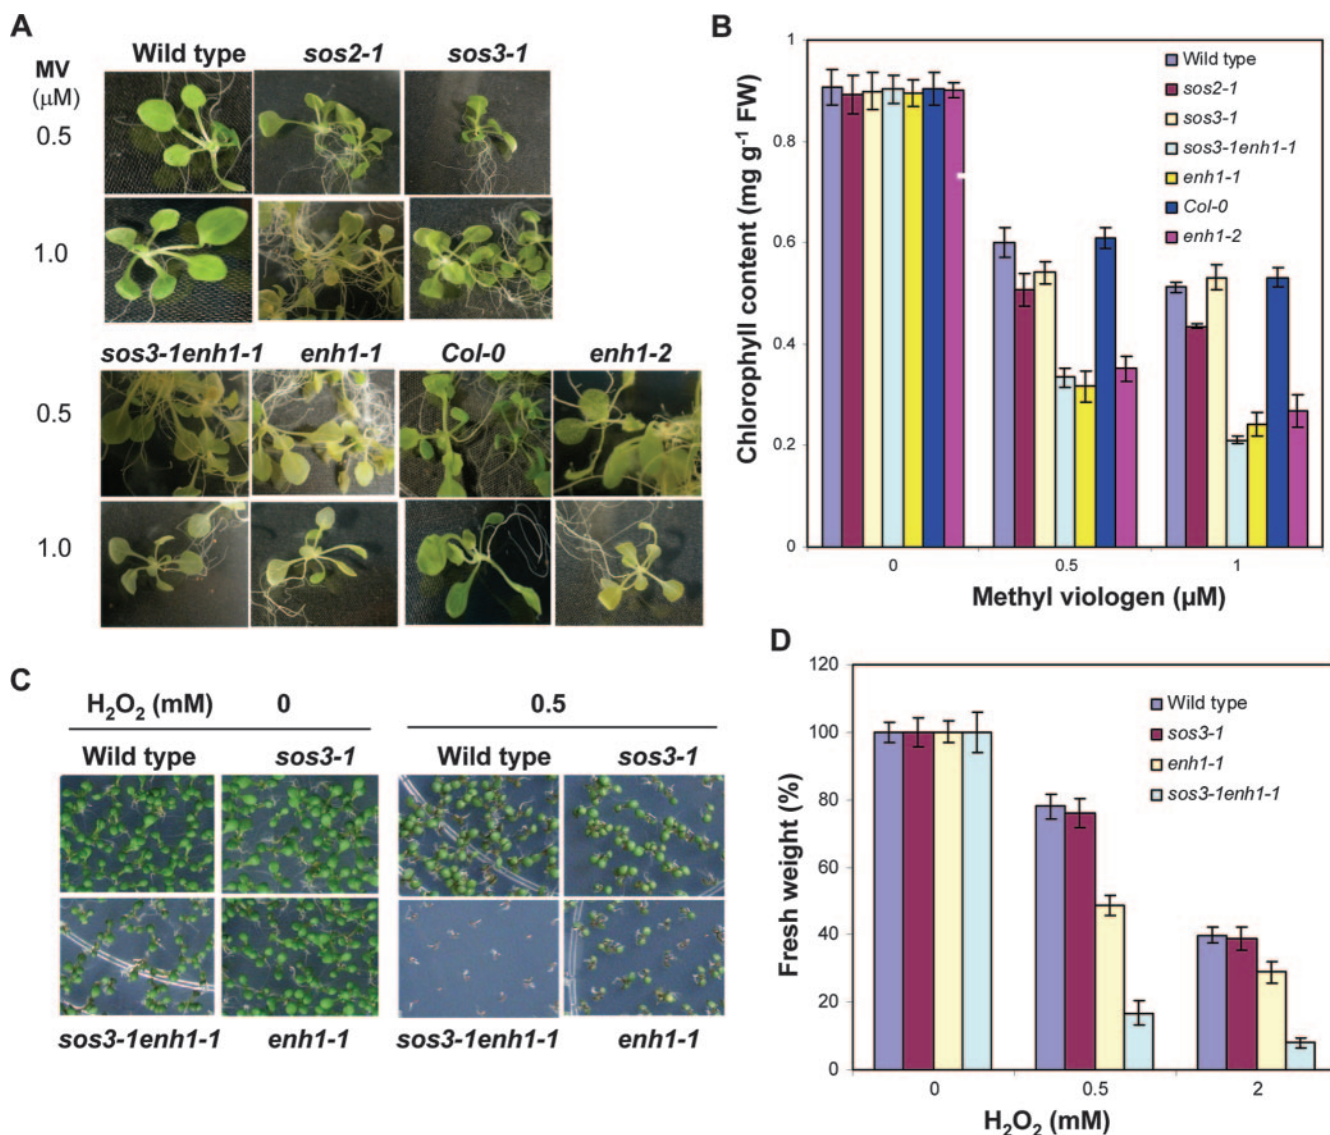 A
Wild type sos2-1 sos3-1
MV
(µM)
0.5
1.0
sos3-1enh1-1 enh1-1 Col-0 enh1-2
0.5
1.0
B
Chlorophyll content (mg g⁻¹ FW)
1
0.8
0.6
0.4
0.2
0
Wild type
sos2-1
sos3-1
sos3-1enh1-1
enh1-1
Col-0
enh1-2
0 0.5 1
Methyl viologen (µM)
C
H₂O₂ (mM) 0 0.5
Wild type sos3-1 Wild type sos3-1
sos3-1enh1-1 enh1-1 sos3-1enh1-1 enh1-1
D
Fresh weight (%)
120
100
80
60
40
20
0
Wild type
sos3-1
enh1-1
sos3-1enh1-1
0 0.5 2
H₂O₂ (mM)